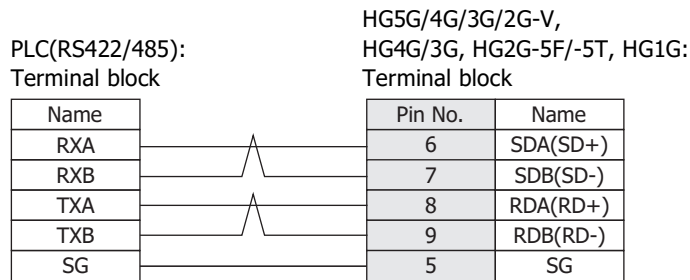 PLC(RS422/485):
Terminal block
HG5G/4G/3G/2G-V,
HG4G/3G, HG2G-5F/-5T, HG1G:
Terminal block
Name Pin No. Name
RXA 6 SDA(SD+)
RXB 7 SDB(SD-)
TXA 8 RDA(RD+)
TXB 9 RDB(RD-)
SG 5 SG